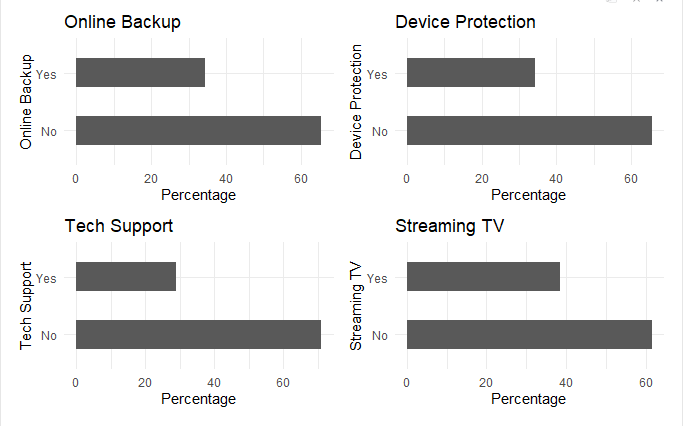 Online Backup
Online Backup
Yes
No
0 20 40 60
Percentage
Device Protection
Device Protection
Yes
No
0 20 40 60
Percentage
Tech Support
Tech Support
Yes
No
0 20 40 60
Percentage
Streaming TV
Streaming TV
Yes
No
0 20 40 60
Percentage